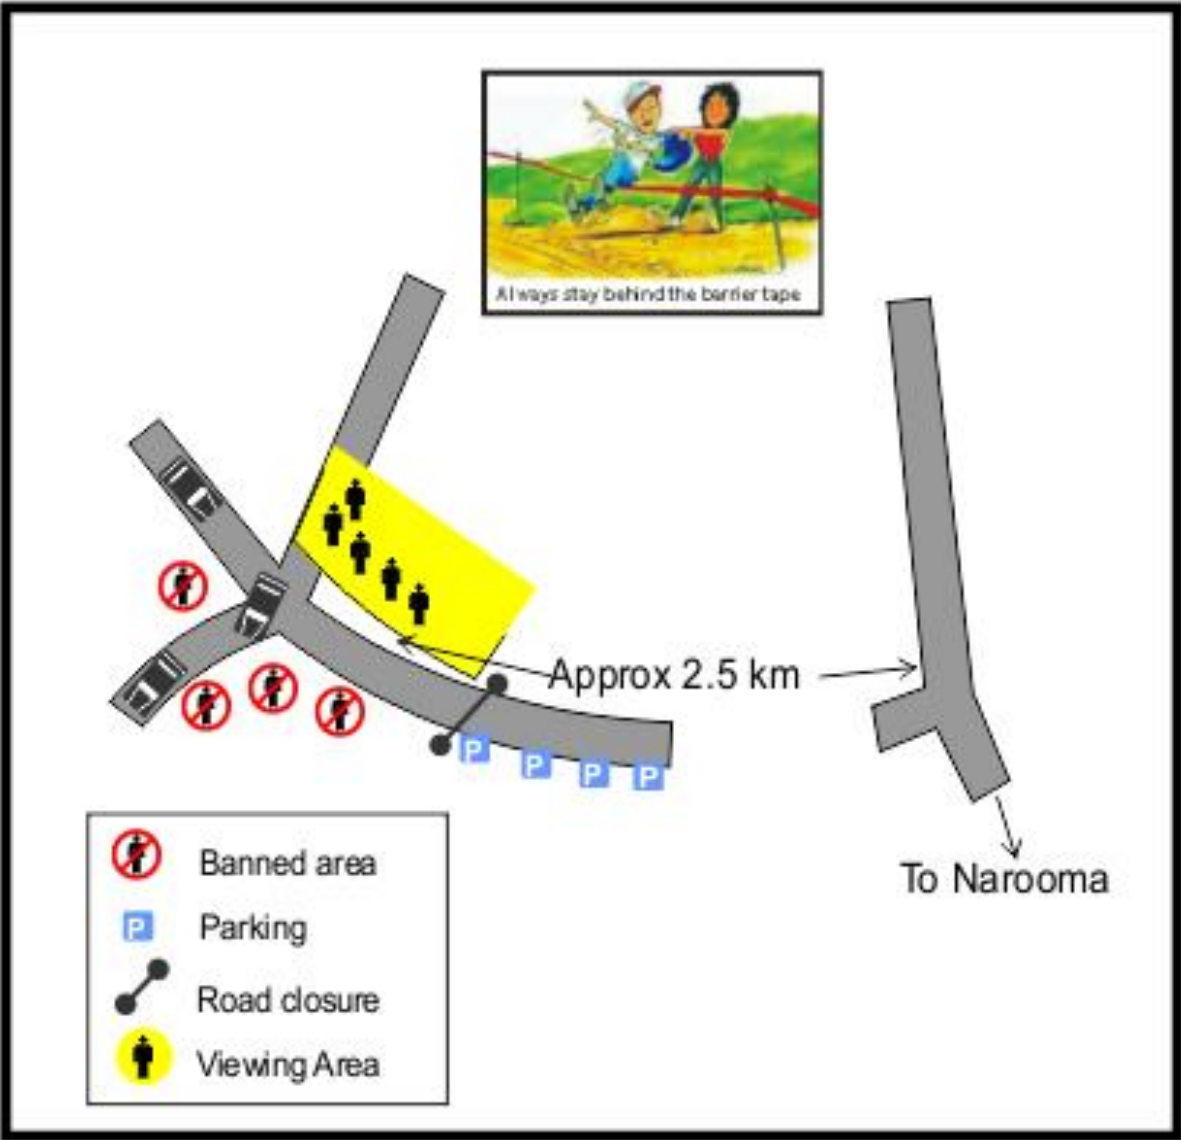 Always stay behind the barrier tape
Approx 2.5 km
P
P
P
P
To Narooma
Banned area
P Parking
Road closure
Viewing Area